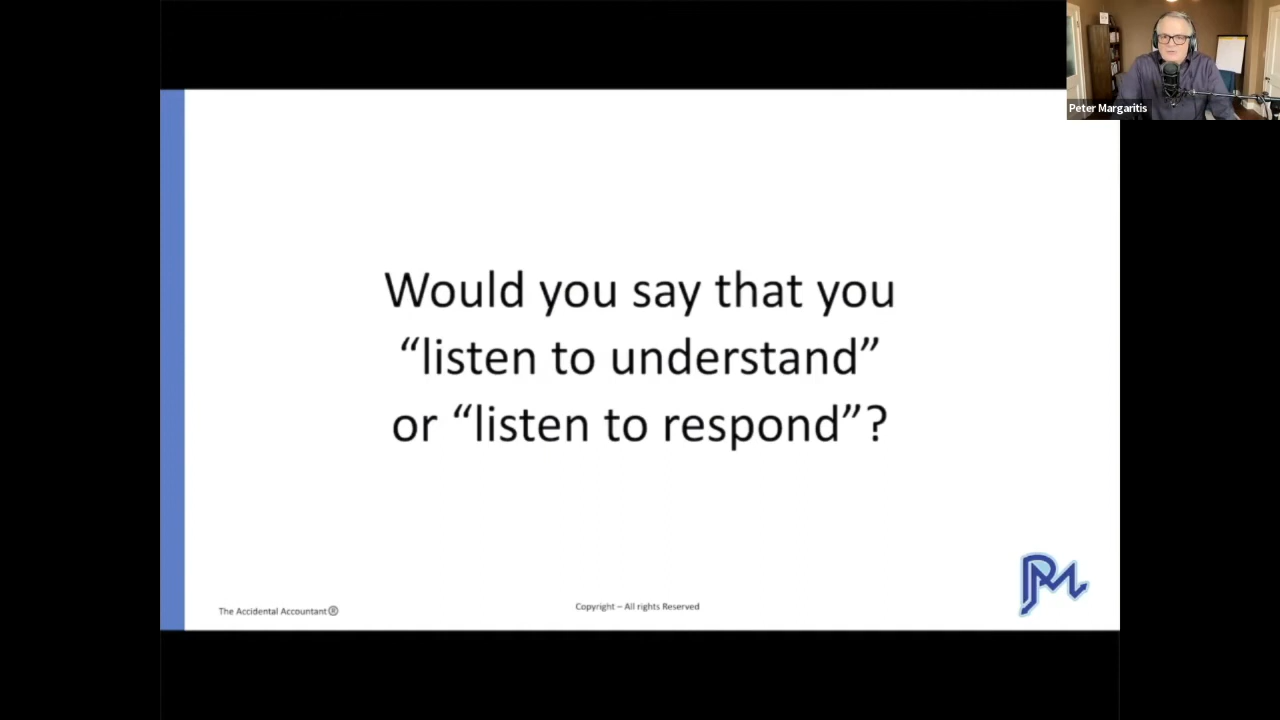 Peter Margaritis
Would you say that you
“listen to understand”
or “listen to respond”?
The Accidental Accountant®
Copyright – All rights Reserved
PM